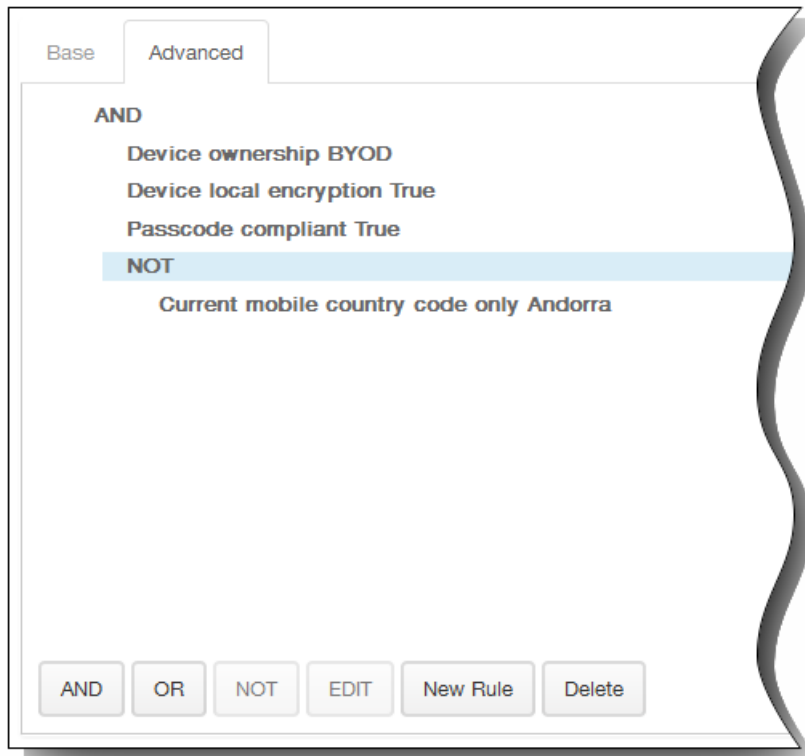 Base Advanced
AND
Device ownership BYOD
Device local encryption True
Passcode compliant True
NOT
Current mobile country code only Andorra
AND OR NOT EDIT New Rule Delete